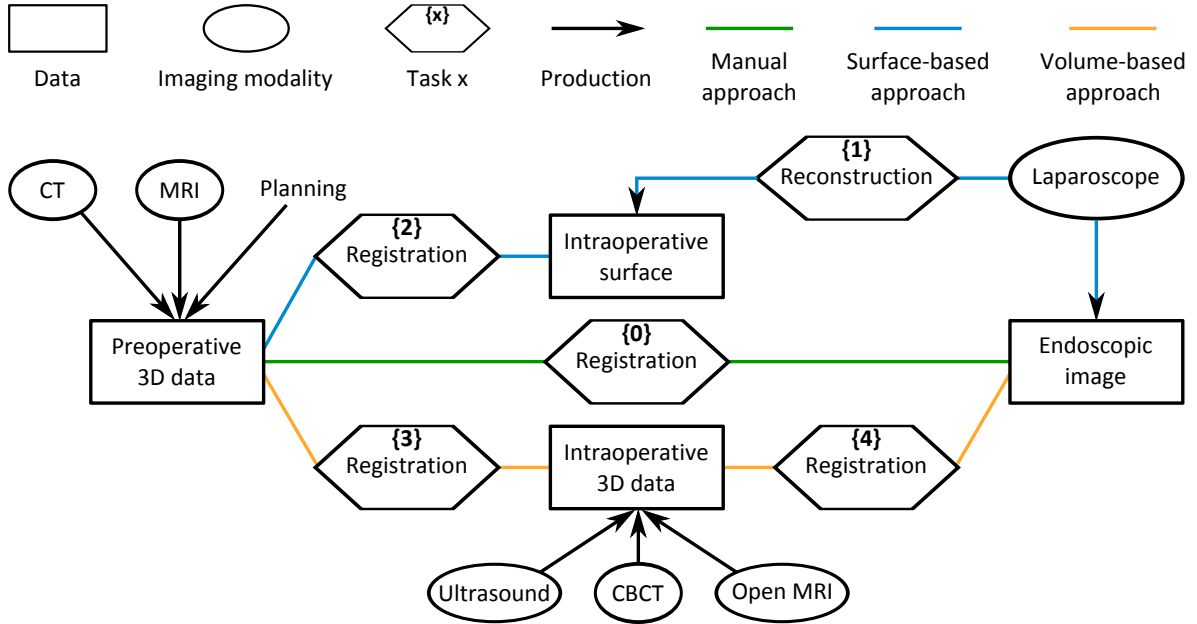 {x}
Data
Imaging modality
Task x
Production
Manual
approach
Surface-based
approach
Volume-based
approach
CT
MRI
Planning
{1}
Reconstruction
Laparoscope
{2}
Registration
Intraoperative
surface
Preoperative
3D data
{0}
Registration
Endoscopic
image
{3}
Registration
Intraoperative
3D data
{4}
Registration
Ultrasound
CBCT
Open MRI